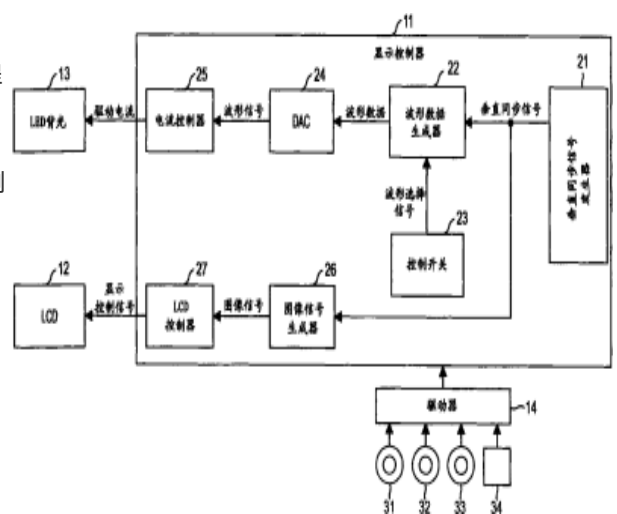 11
显示控制器
13
LED背光
驱动电流
25
电流控制器
波形信号
24
DAC
波形数据
22
波形数据
生成器
垂直同步信号
21
垂直同步信号
发生器
波形选择
信号
23
控制开关
12
LCD
显示
控制信号
27
LCD
控制器
图像信号
26
图像信号
生成器
驱动器
14
31
32
33
34